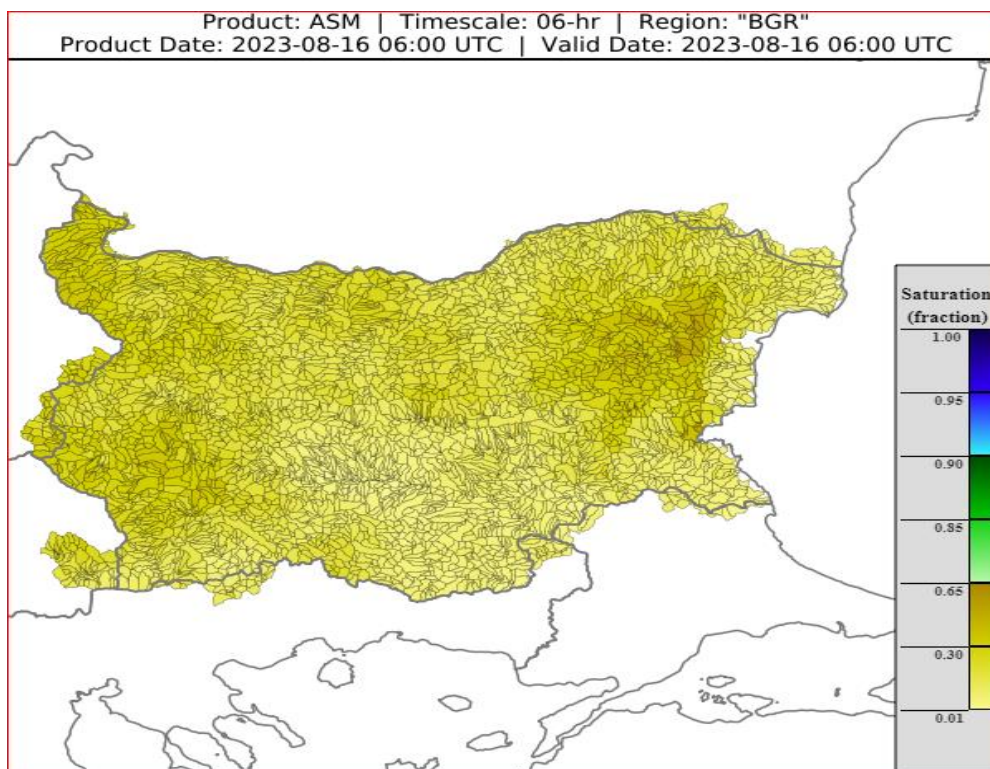 Product: ASM | Timescale: 06-hr | Region: "BGR"
Product Date: 2023-08-16 06:00 UTC | Valid Date: 2023-08-16 06:00 UTC
Saturation
(fraction)
1.00
0.95
0.90
0.85
0.65
0.30
0.01